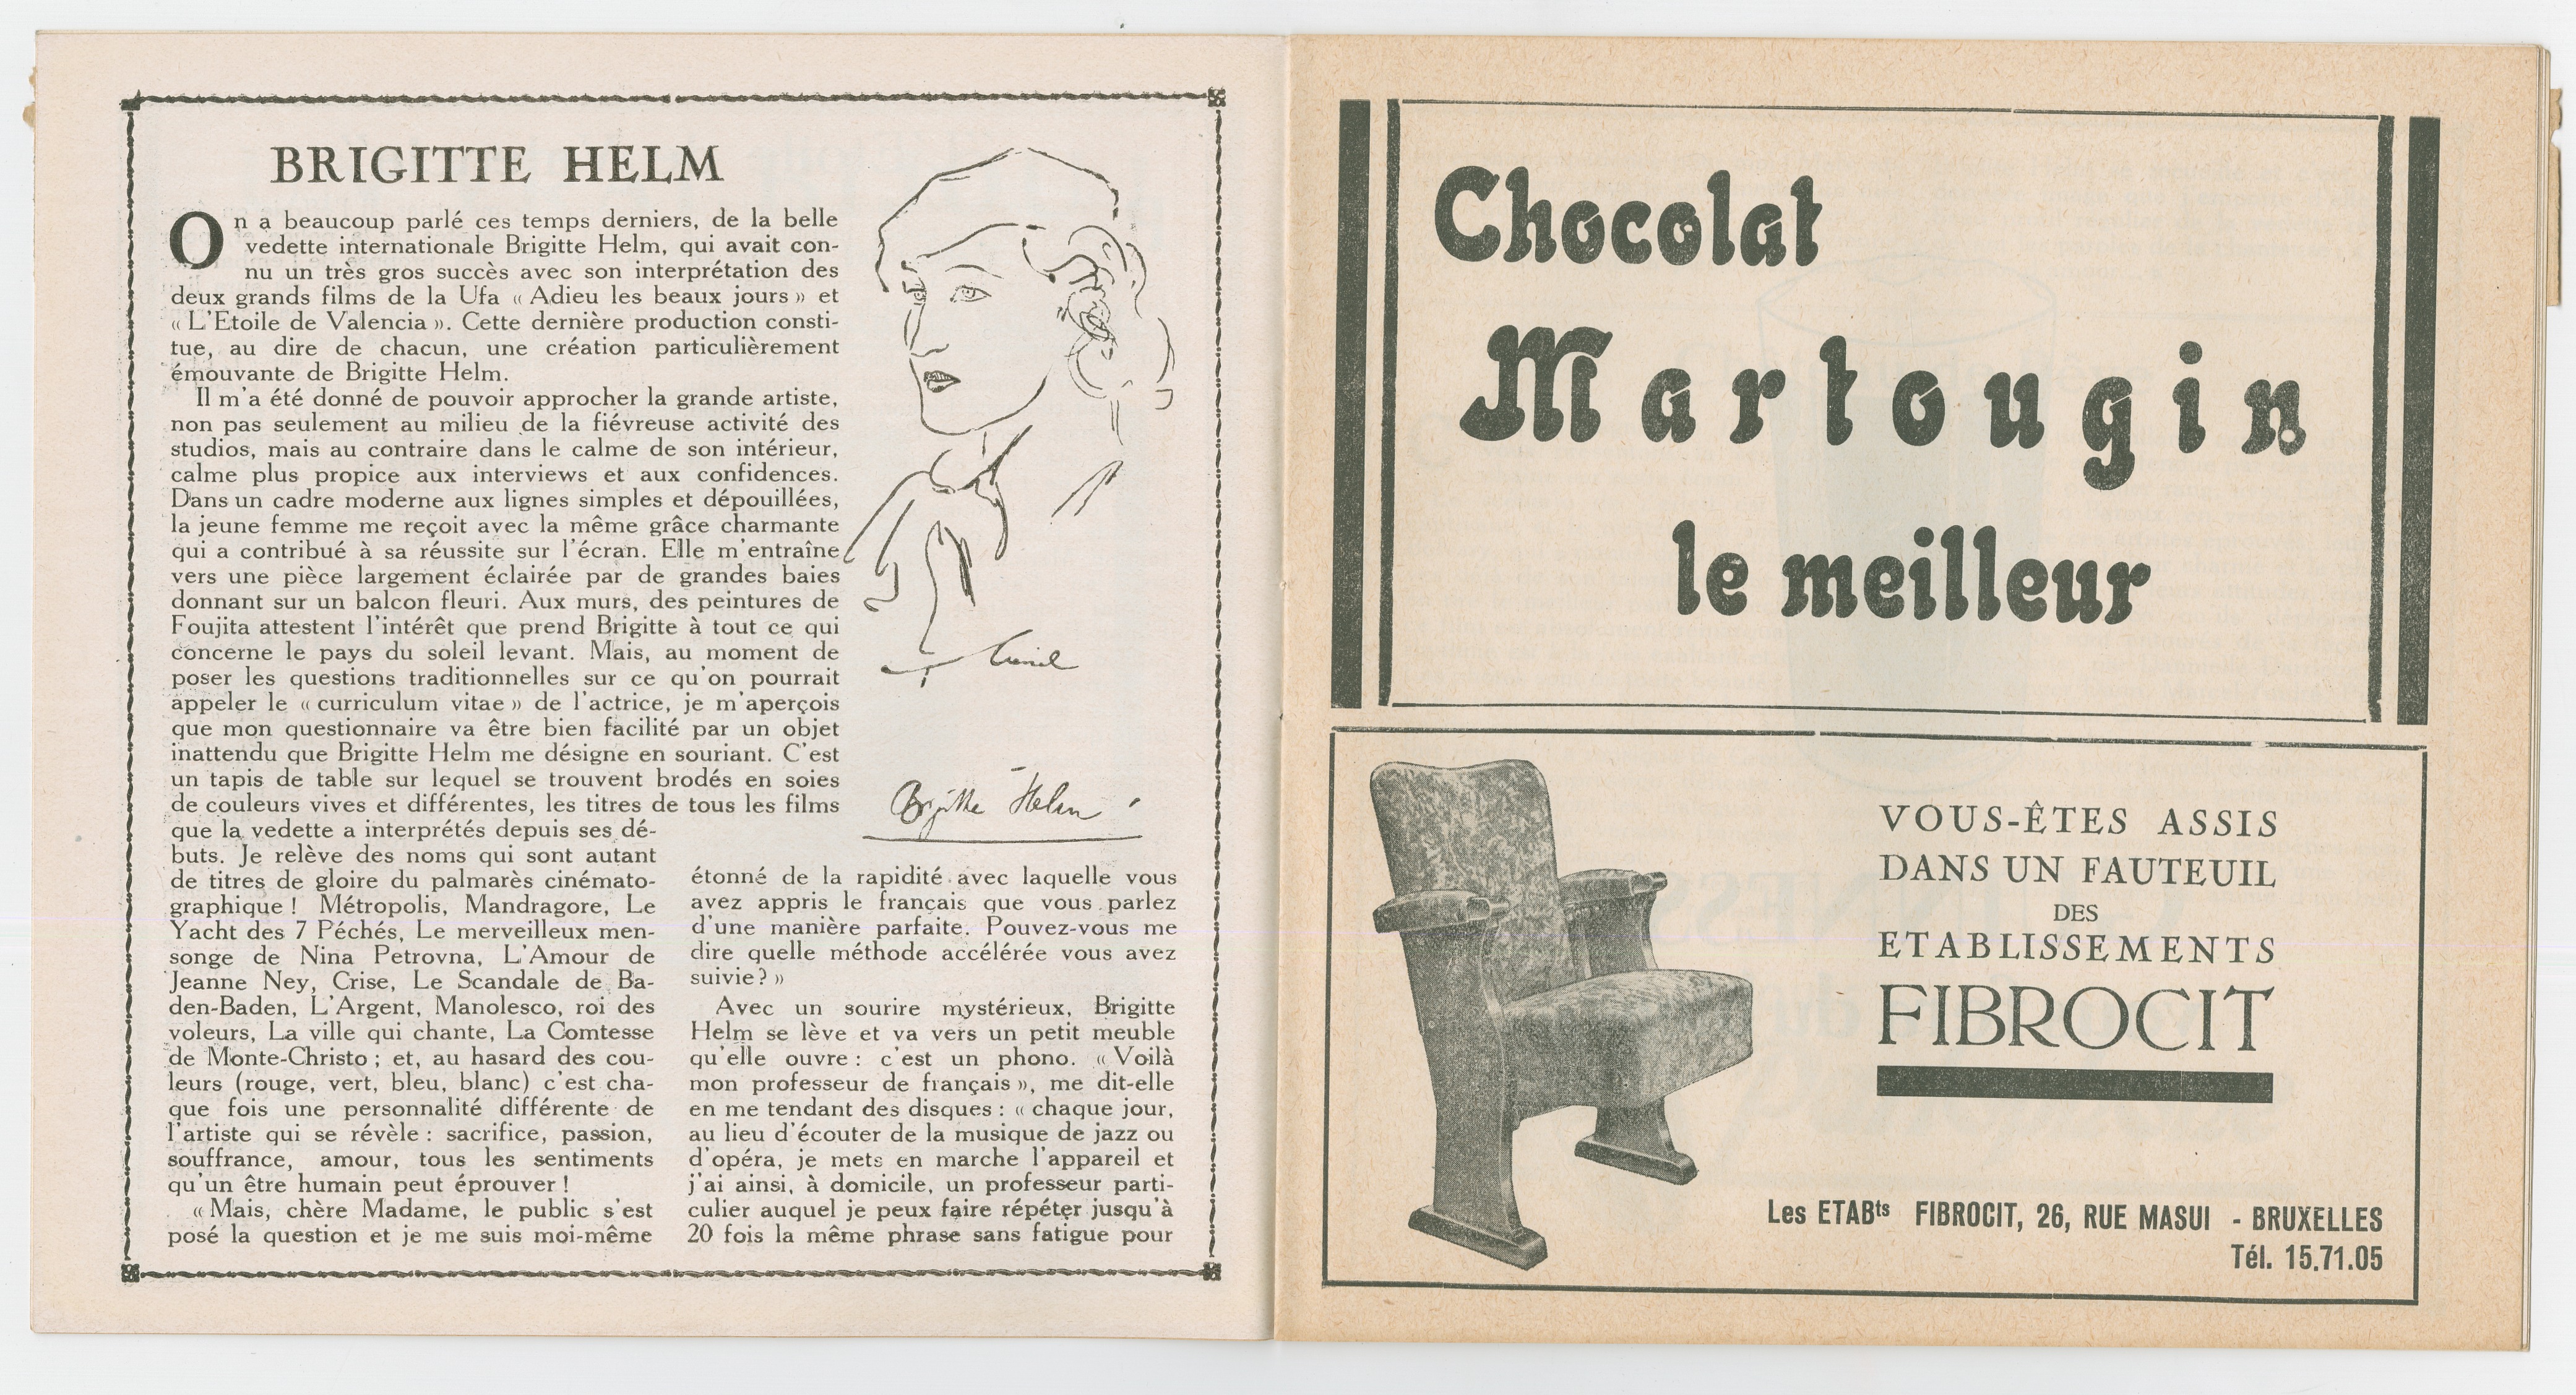 BRIGITTE HELM
On a beaucoup parlé ces temps derniers, de la belle
vedette internationale Brigitte Helm, qui avait con-
nu un très gros succès avec son interprétation des
deux grands films de la Ufa « Adieu les beaux jours » et
« L'Etoile de Valencia ». Cette dernière production consti-
tue, au dire de chacun, une création particulièrement
émouvante de Brigitte Helm.
Il m'a été donné de pouvoir approcher la grande artiste,
non pas seulement au milieu de la fiévreuse activité des
studios, mais au contraire dans le calme de son intérieur,
calme plus propice aux interviews et aux confidences.
Dans un cadre moderne aux lignes simples et dépouillées,
la jeune femme me reçoit avec la même grâce charmante
qui a contribué à sa réussite sur l'écran. Elle m'entraîne
vers une pièce largement éclairée par de grandes baies
donnant sur un balcon fleuri. Aux murs, des peintures de
Foujita attestent l'intérêt que prend Brigitte à tout ce qui
concerne le pays du soleil levant. Mais, au moment de
poser les questions traditionnelles sur ce qu'on pourrait
appeler le « curriculum vitae » de l'actrice, je m'aperçois
que mon questionnaire va être bien facilité par un objet
inattendu que Brigitte Helm me désigne en souriant. C'est
un tapis de table sur lequel se trouvent brodés en soies
de couleurs vives et différentes, les titres de tous les films
que la vedette a interprétés depuis ses dé-
buts. Je relève des noms qui sont autant
de titres de gloire du palmarès cinémato-
graphique ! Métropolis, Mandragore, Le
Yacht des 7 Péchés, Le merveilleux men-
songe de Nina Petrovna, L'Amour de
Jeanne Ney, Crise, Le Scandale de Ba-
den-Baden, L'Argent, Manolesco, roi des
voleurs, La ville qui chante, La Comtesse
de Monte-Christo ; et, au hasard des cou-
leurs (rouge, vert, bleu, blanc) c'est cha-
que fois une personnalité différente de
l'artiste qui se révèle : sacrifice, passion,
souffrance, amour, tous les sentiments
qu'un être humain peut éprouver !
« Mais, chère Madame, le public s'est
posé la question et je me suis moi-même
Brigitte Helm
étonné de la rapidité avec laquelle vous
avez appris le français que vous parlez
d'une manière parfaite. Pouvez-vous me
dire quelle méthode accélérée vous avez
suivie ? »
Avec un sourire mystérieux, Brigitte
Helm se lève et va vers un petit meuble
qu'elle ouvre : c'est un phono. « Voilà
mon professeur de français », me dit-elle
en me tendant des disques : « chaque jour,
au lieu d'écouter de la musique de jazz ou
d'opéra, je mets en marche l'appareil et
j'ai ainsi, à domicile, un professeur parti-
culier auquel je peux faire répéter jusqu'à
20 fois la même phrase sans fatigue pour
Chocolat
Martougin
le meilleur
VOUS-ÊTES ASSIS
DANS UN FAUTEUIL
DES
ETABLISSEMENTS
FIBROCIT
Les ETABts FIBROCIT, 26, RUE MASUI - BRUXELLES
Tél. 15.71.05